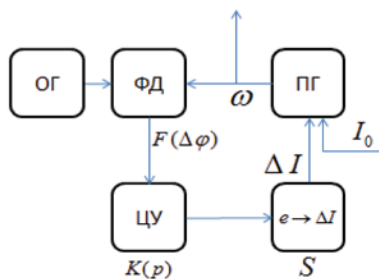 ОГ
ФД
ПГ
ω
F(Δφ)
I₀
ΔI
ЦУ
e → ΔI
K(p)
S